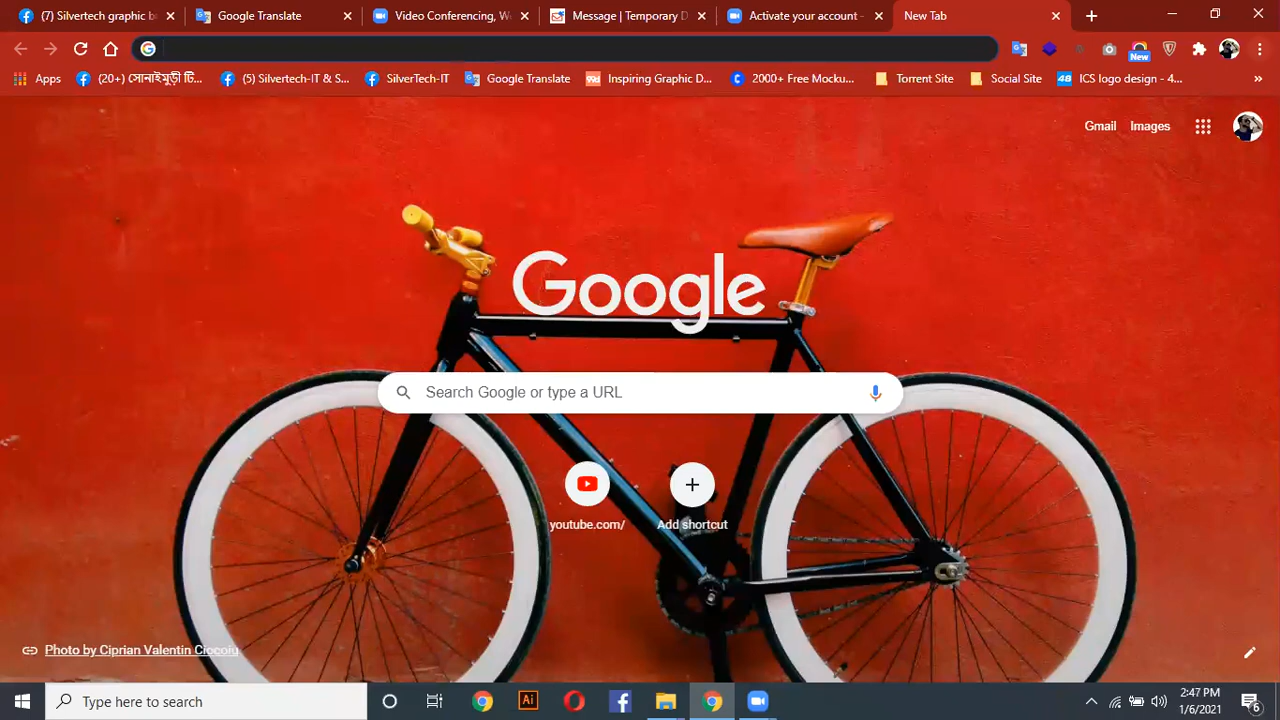 (7) Silvertech graphic b
Google Translate
Video Conferencing, W
Message | Temporary D
Activate your account -
New Tab
New
Apps
(20+) সোনাইমুড়ী টি...
(5) Silvertech-IT & S...
SilverTech-IT
Google Translate
Inspiring Graphic D...
2000+ Free Mocku...
Torrent Site
Social Site
48
ICS logo design - 4...
Gmail
Images
Google
Search Google or type a URL
youtube.com/
Add shortcut
Photo by Ciprian Valentin Ciocoiu
Type here to search
Ai
2:47 PM
1/6/2021
6